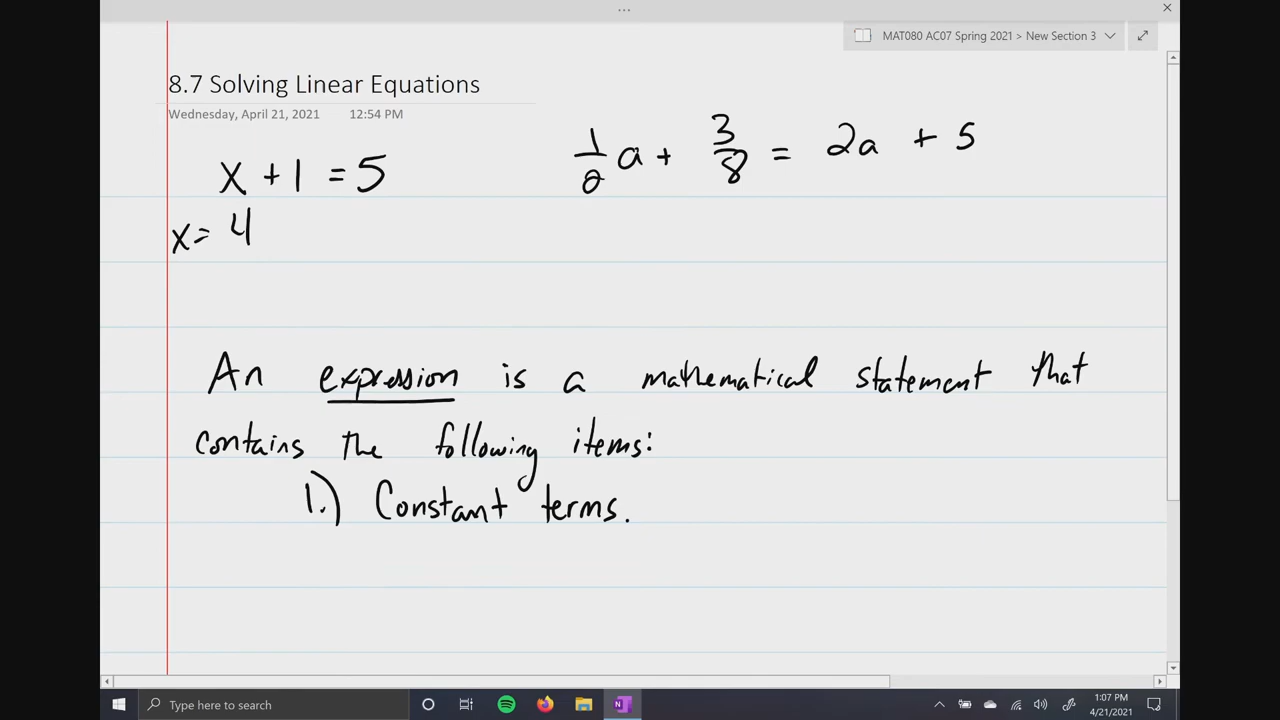 MAT080 AC07 Spring 2021 > New Section 3
8.7 Solving Linear Equations
Wednesday, April 21, 2021 12:54 PM
x + 1 = 5
x = 4
1/2 a + 3/8 = 2a + 5
An expression is a mathematical statement that
contains the following items:
1.) Constant terms.
Type here to search
1:07 PM
4/21/2021